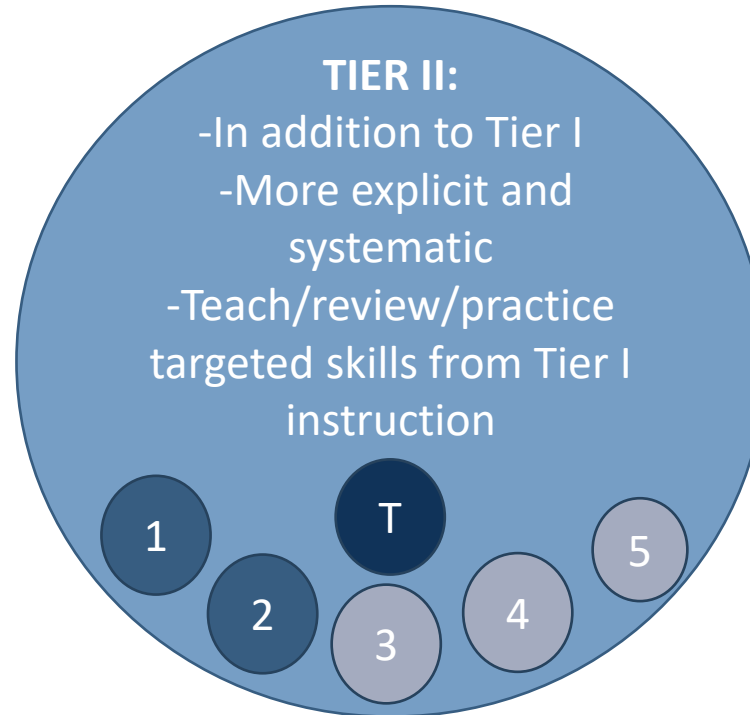 TIER II:
-In addition to Tier I
-More explicit and
systematic
-Teach/review/practice
targeted skills from Tier I
instruction
T
1
2
3
4
5